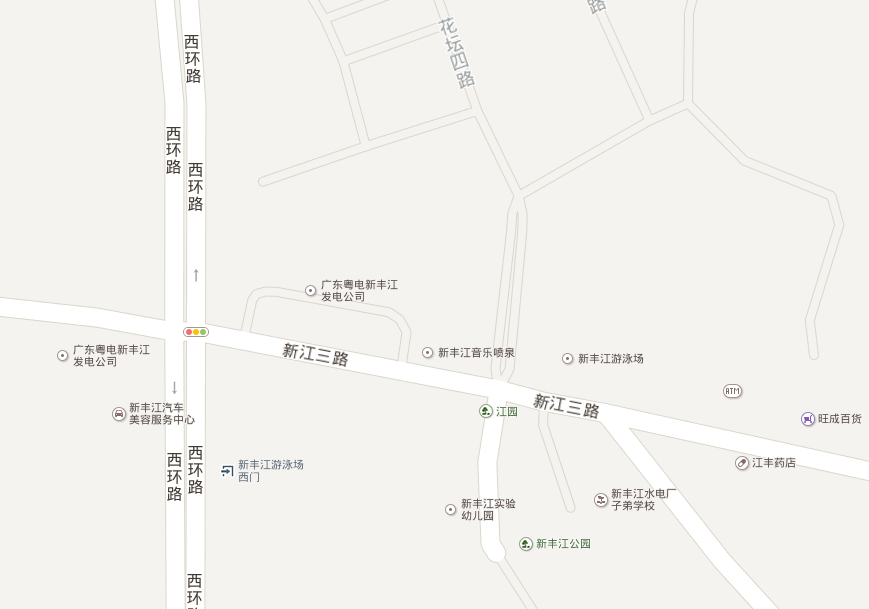 路
花坛四路
西环路
西环路
西环路
广东粤电新丰江
发电公司
新江三路
广东粤电新丰江
发电公司
新丰江音乐喷泉
新丰江游泳场
ATM
新丰江汽车
美容服务中心
江园
新江三路
旺成百货
西环路
西环路
新丰江游泳场
西门
江丰药店
新丰江实验
幼儿园
新丰江水电厂
子弟学校
新丰江公园
西环